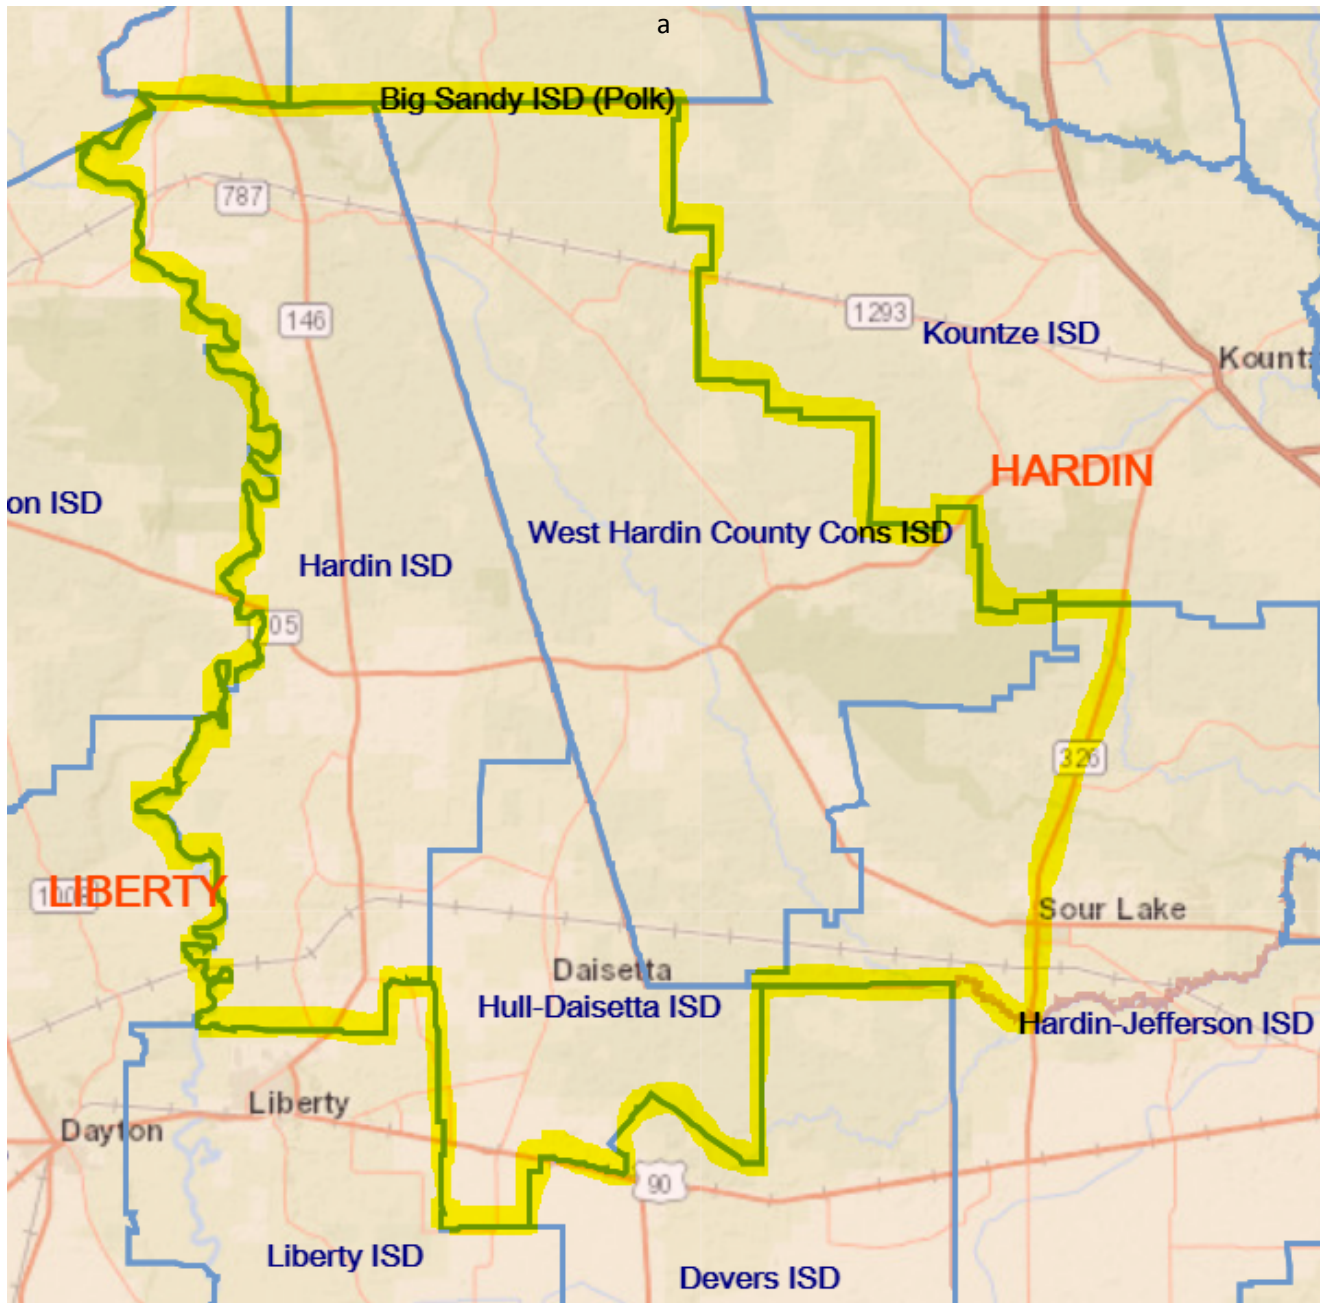 a
Big Sandy ISD (Polk)
787
146
1293
Kountze ISD
Kount
HARDIN
on ISD
West Hardin County Cons ISD
Hardin ISD
05
326
LIBERTY
Sour Lake
Daisetta
Hull-Daisetta ISD
Hardin-Jefferson ISD
Liberty
Dayton
90
Liberty ISD
Devers ISD